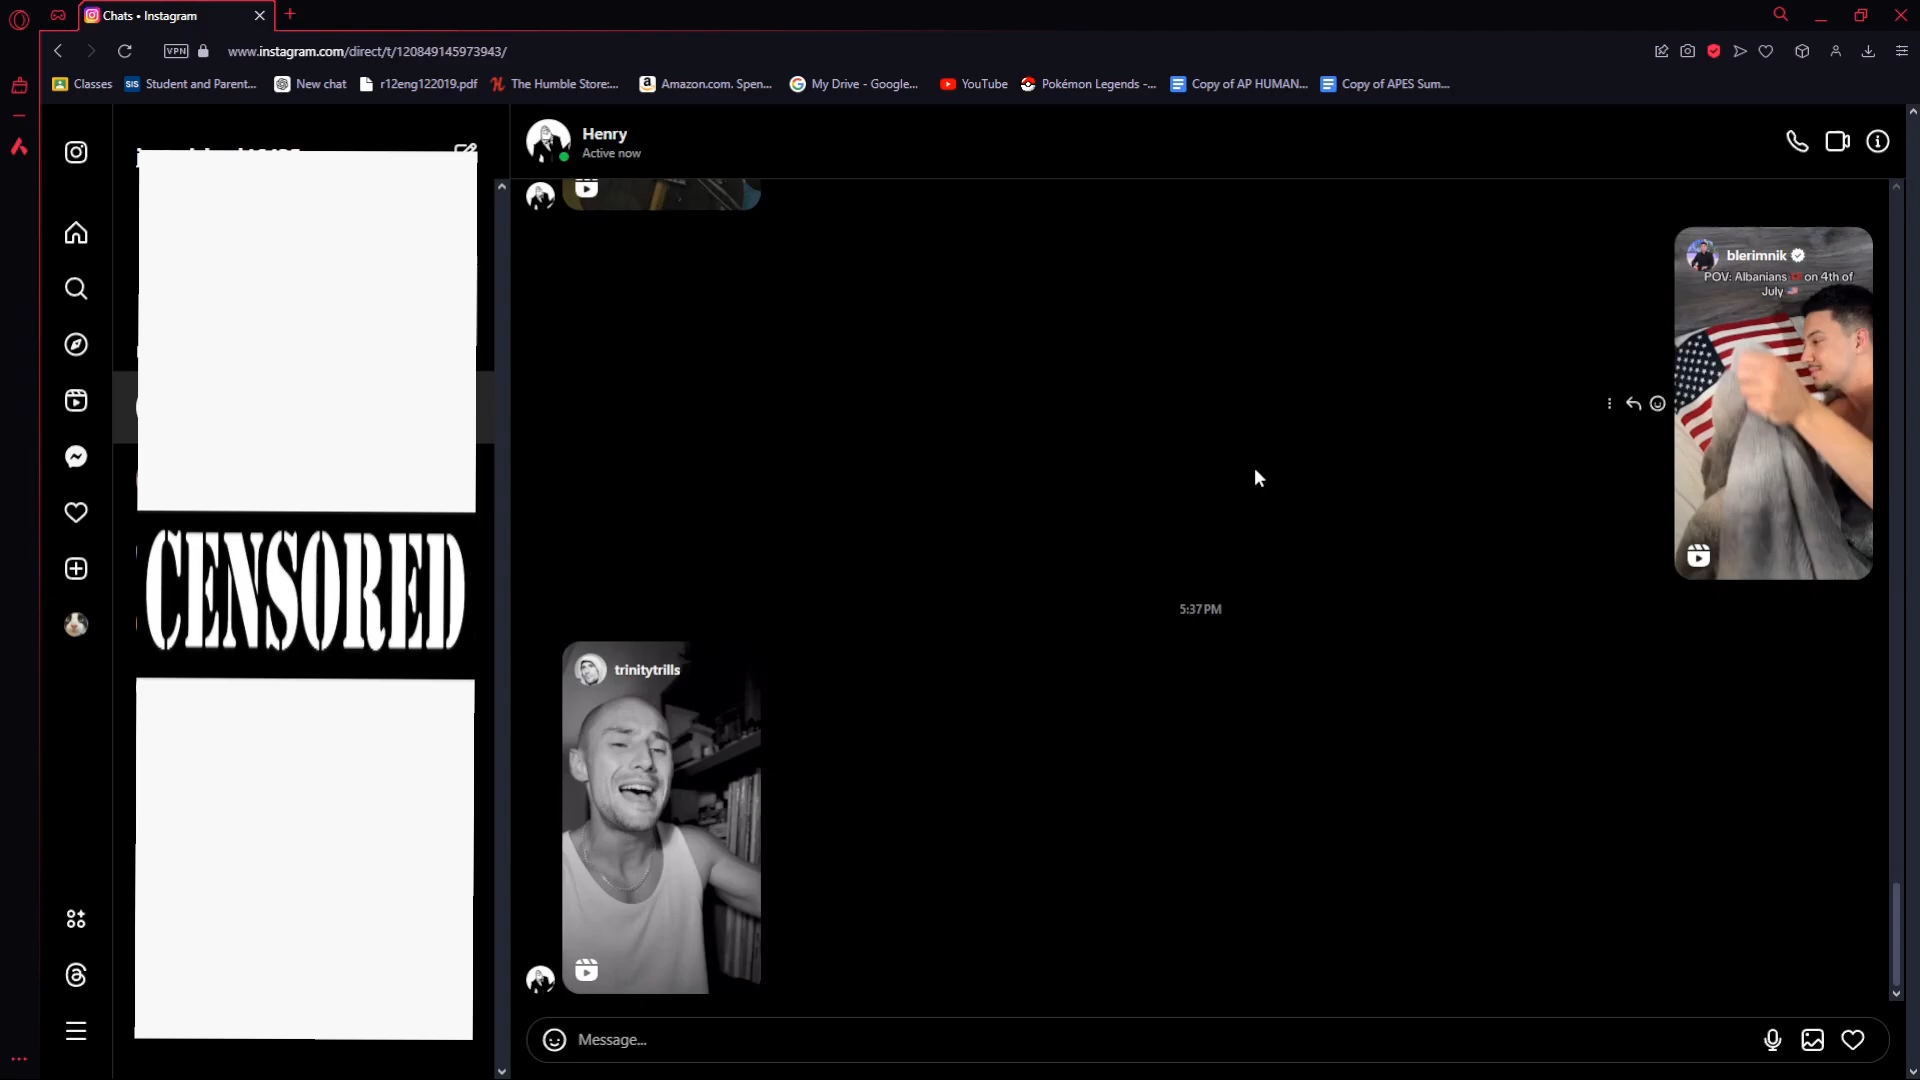 Chats • Instagram
VPN
www.instagram.com/direct/t/120849145973943/
Classes
SIS Student and Parent...
New chat
r12eng122019.pdf
The Humble Store:...
Amazon.com. Spen...
My Drive - Google...
YouTube
Pokémon Legends -...
Copy of AP HUMAN...
Copy of APES Sum...
Henry
Active now
blerimnik
POV: Albanians 🇦🇱 on 4th of
July 🇺🇸
CENSORED
5:37 PM
trinitytrills
Message...